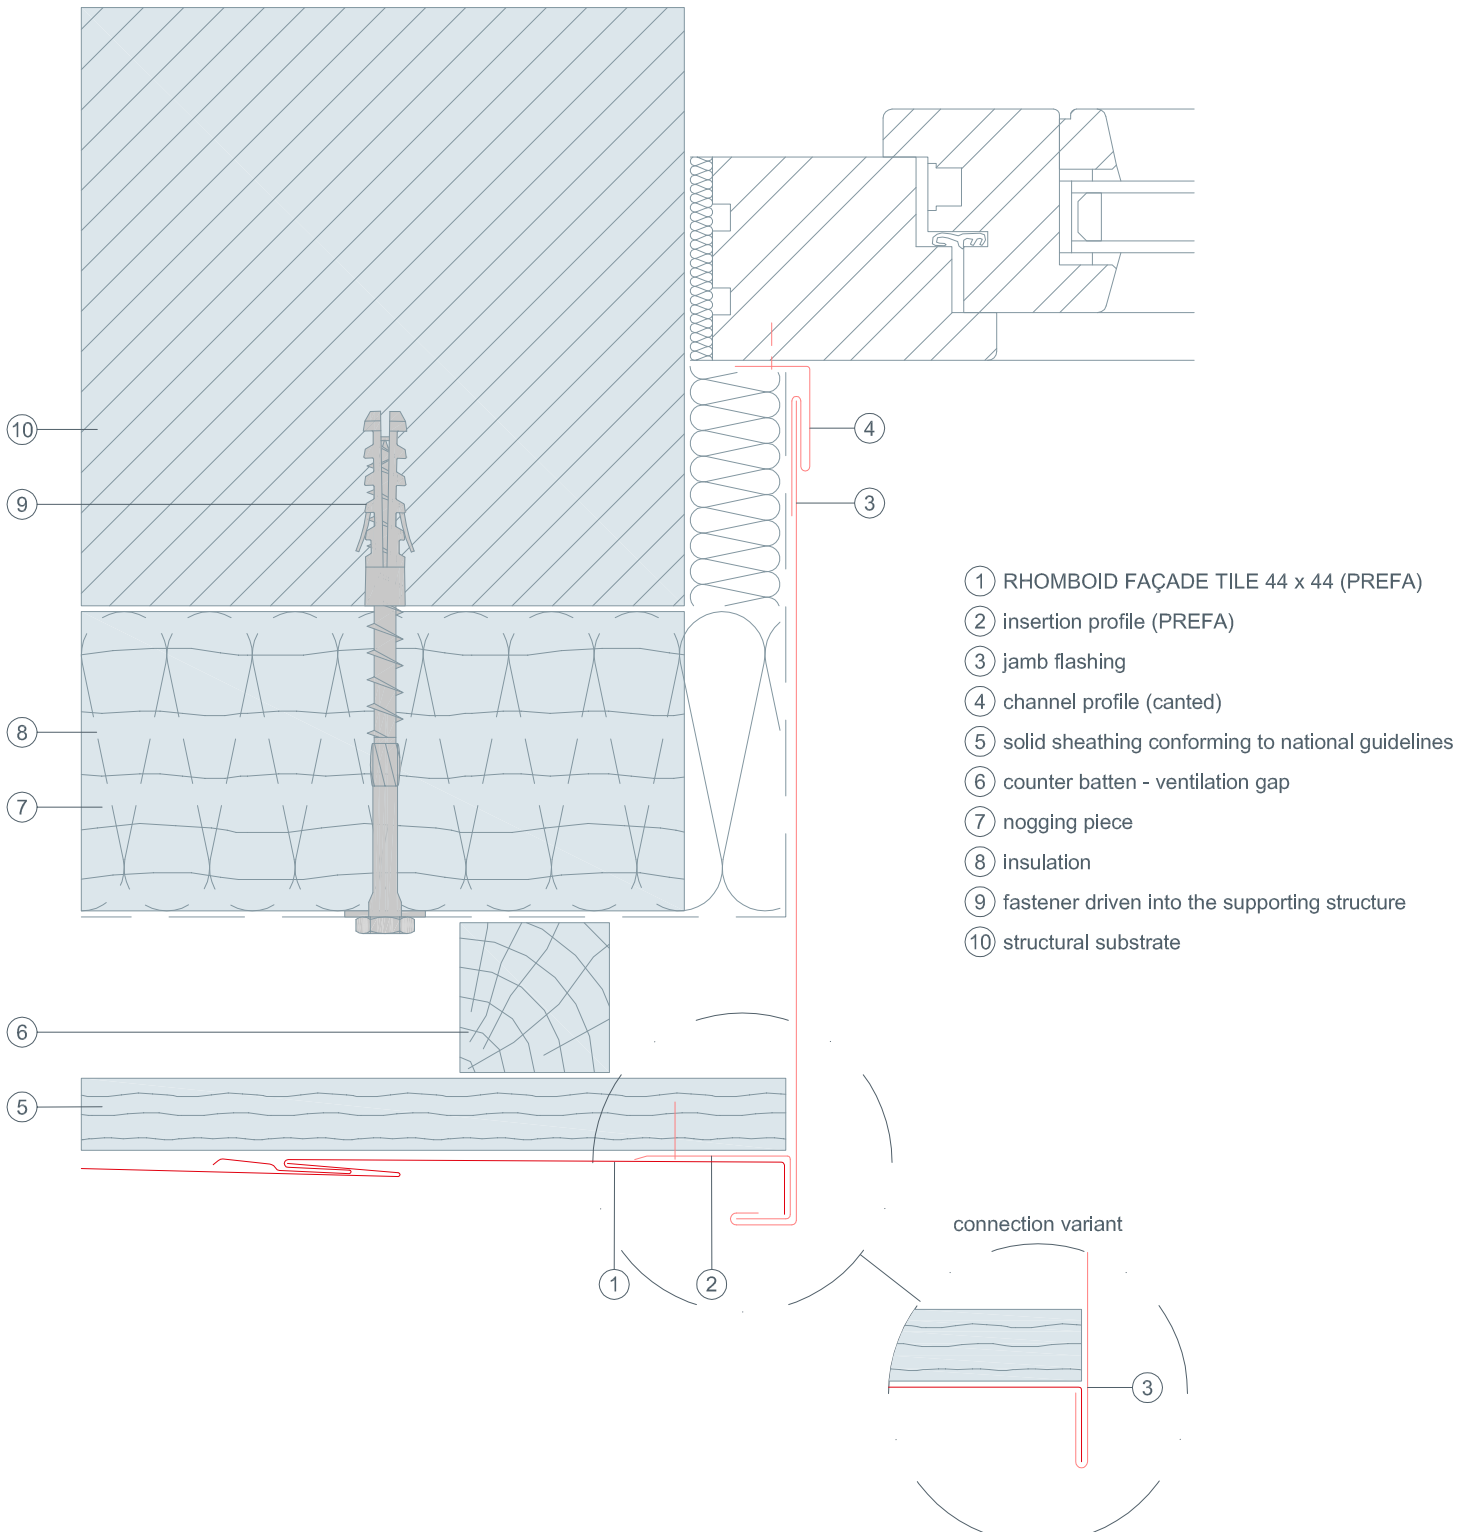 10
9
4
3
8
7
6
5
1 RHOMBOID FAÇADE TILE 44 x 44 (PREFA)
2 insertion profile (PREFA)
3 jamb flashing
4 channel profile (canted)
5 solid sheathing conforming to national guidelines
6 counter batten - ventilation gap
7 nogging piece
8 insulation
9 fastener driven into the supporting structure
10 structural substrate
1
2
connection variant
3